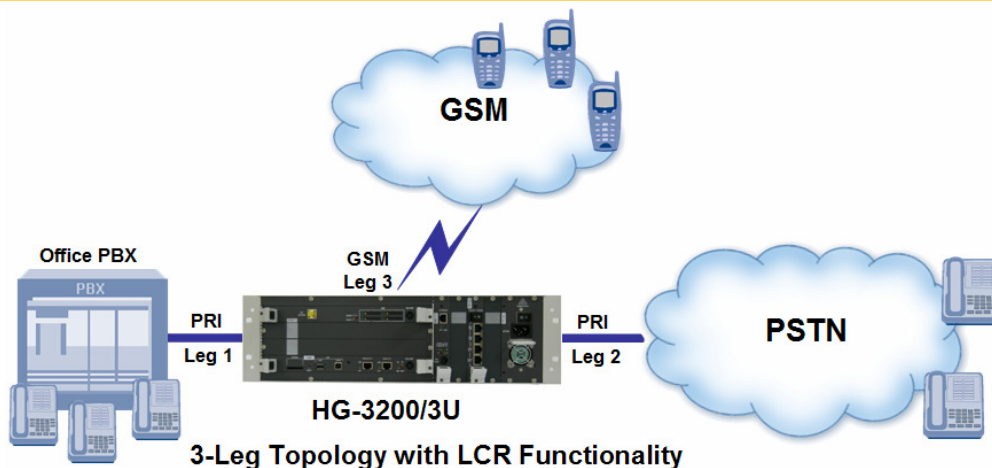 GSM
Office PBX
PBX
GSM
Leg 3
PRI
Leg 1
PRI
Leg 2
PSTN
HG-3200/3U
3-Leg Topology with LCR Functionality